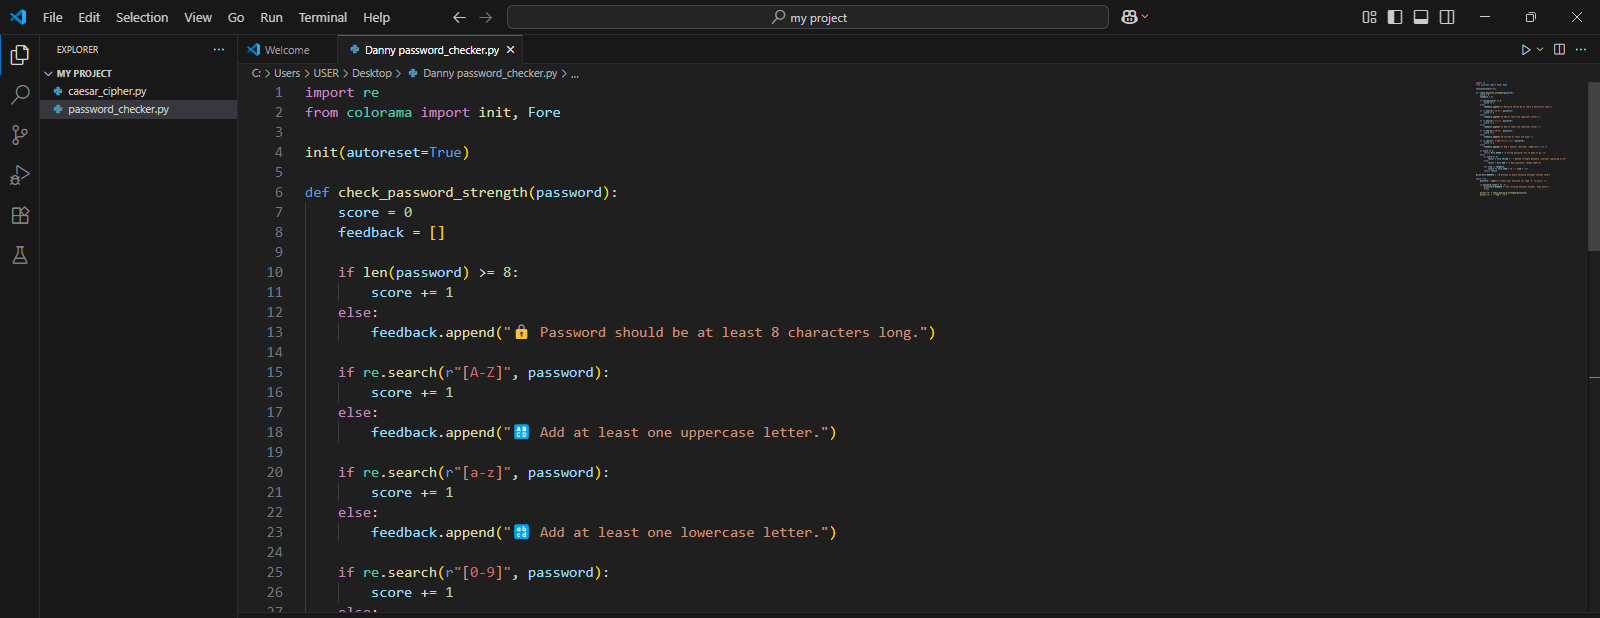 File Edit Selection View Go Run Terminal Help my project
EXPLORER
MY PROJECT
caesar_cipher.py
password_checker.py
Welcome Danny password_checker.py
C: > Users > USER > Desktop > Danny password_checker.py > ...
1 import re
2 from colorama import init, Fore
3
4 init(autoreset=True)
5
6 def check_password_strength(password):
7 score = 0
8 feedback = []
9
10 if len(password) >= 8:
11 score += 1
12 else:
13 feedback.append("🔒 Password should be at least 8 characters long.")
14
15 if re.search(r"[A-Z]", password):
16 score += 1
17 else:
18 feedback.append("🔠 Add at least one uppercase letter.")
19
20 if re.search(r"[a-z]", password):
21 score += 1
22 else:
23 feedback.append("🔡 Add at least one lowercase letter.")
24
25 if re.search(r"[0-9]", password):
26 score += 1
27 else: